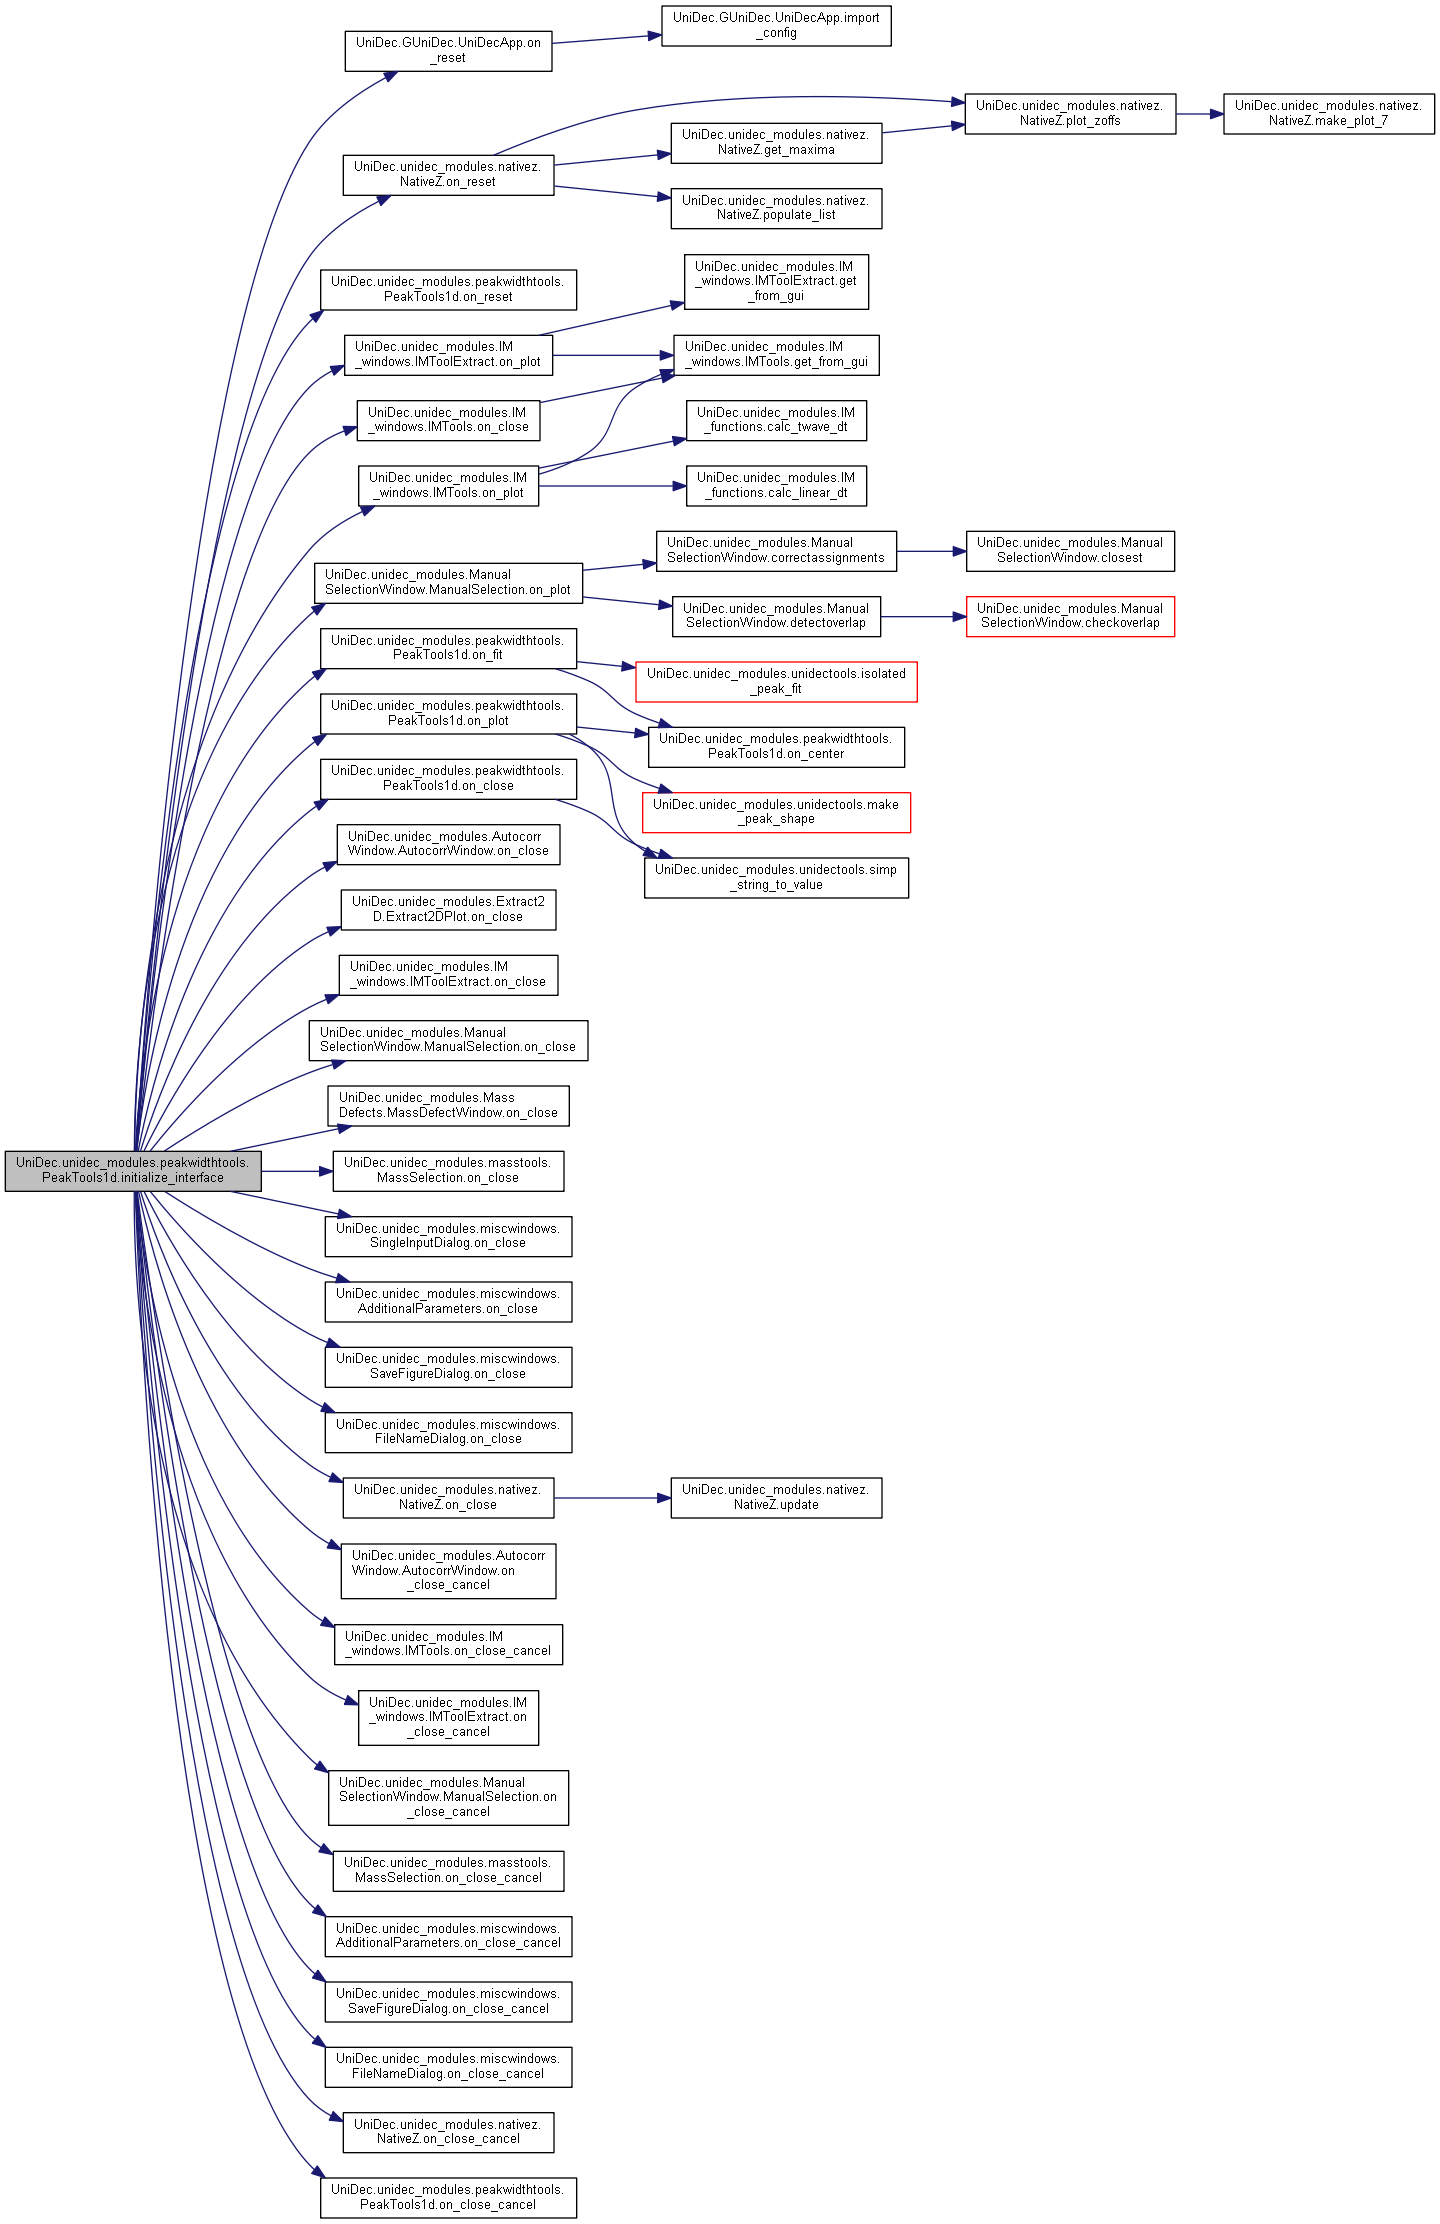 UniDec.GUniDec.UniDecApp.on
_reset
UniDec.GUniDec.UniDecApp.import
_config
UniDec.unidec_modules.nativez.
NativeZ.on_reset
UniDec.unidec_modules.nativez.
NativeZ.get_maxima
UniDec.unidec_modules.nativez.
NativeZ.plot_zoffs
UniDec.unidec_modules.nativez.
NativeZ.make_plot_7
UniDec.unidec_modules.nativez.
NativeZ.populate_list
UniDec.unidec_modules.peakwidthtools.
PeakTools1d.on_reset
UniDec.unidec_modules.IM
_windows.IMToolExtract.get
_from_gui
UniDec.unidec_modules.IM
_windows.IMToolExtract.on_plot
UniDec.unidec_modules.IM
_windows.IMTools.get_from_gui
UniDec.unidec_modules.IM
_windows.IMTools.on_close
UniDec.unidec_modules.IM
_functions.calc_twave_dt
UniDec.unidec_modules.IM
_windows.IMTools.on_plot
UniDec.unidec_modules.IM
_functions.calc_linear_dt
UniDec.unidec_modules.Manual
SelectionWindow.ManualSelection.on_plot
UniDec.unidec_modules.Manual
SelectionWindow.correctassignments
UniDec.unidec_modules.Manual
SelectionWindow.closest
UniDec.unidec_modules.Manual
SelectionWindow.detectoverlap
UniDec.unidec_modules.Manual
SelectionWindow.checkoverlap
UniDec.unidec_modules.peakwidthtools.
PeakTools1d.on_fit
UniDec.unidec_modules.unidectools.isolated
_peak_fit
UniDec.unidec_modules.peakwidthtools.
PeakTools1d.on_plot
UniDec.unidec_modules.peakwidthtools.
PeakTools1d.on_center
UniDec.unidec_modules.peakwidthtools.
PeakTools1d.on_close
UniDec.unidec_modules.unidectools.make
_peak_shape
UniDec.unidec_modules.Autocorr
Window.AutocorrWindow.on_close
UniDec.unidec_modules.unidectools.simp
_string_to_value
UniDec.unidec_modules.Extract2
D.Extract2DPlot.on_close
UniDec.unidec_modules.IM
_windows.IMToolExtract.on_close
UniDec.unidec_modules.Manual
SelectionWindow.ManualSelection.on_close
UniDec.unidec_modules.Mass
Defects.MassDefectWindow.on_close
UniDec.unidec_modules.peakwidthtools.
PeakTools1d.initialize_interface
UniDec.unidec_modules.masstools.
MassSelection.on_close
UniDec.unidec_modules.miscwindows.
SingleInputDialog.on_close
UniDec.unidec_modules.miscwindows.
AdditionalParameters.on_close
UniDec.unidec_modules.miscwindows.
SaveFigureDialog.on_close
UniDec.unidec_modules.miscwindows.
FileNameDialog.on_close
UniDec.unidec_modules.nativez.
NativeZ.on_close
UniDec.unidec_modules.nativez.
NativeZ.update
UniDec.unidec_modules.Autocorr
Window.AutocorrWindow.on
_close_cancel
UniDec.unidec_modules.IM
_windows.IMTools.on_close_cancel
UniDec.unidec_modules.IM
_windows.IMToolExtract.on
_close_cancel
UniDec.unidec_modules.Manual
SelectionWindow.ManualSelection.on
_close_cancel
UniDec.unidec_modules.masstools.
MassSelection.on_close_cancel
UniDec.unidec_modules.miscwindows.
AdditionalParameters.on_close_cancel
UniDec.unidec_modules.miscwindows.
SaveFigureDialog.on_close_cancel
UniDec.unidec_modules.miscwindows.
FileNameDialog.on_close_cancel
UniDec.unidec_modules.nativez.
NativeZ.on_close_cancel
UniDec.unidec_modules.peakwidthtools.
PeakTools1d.on_close_cancel